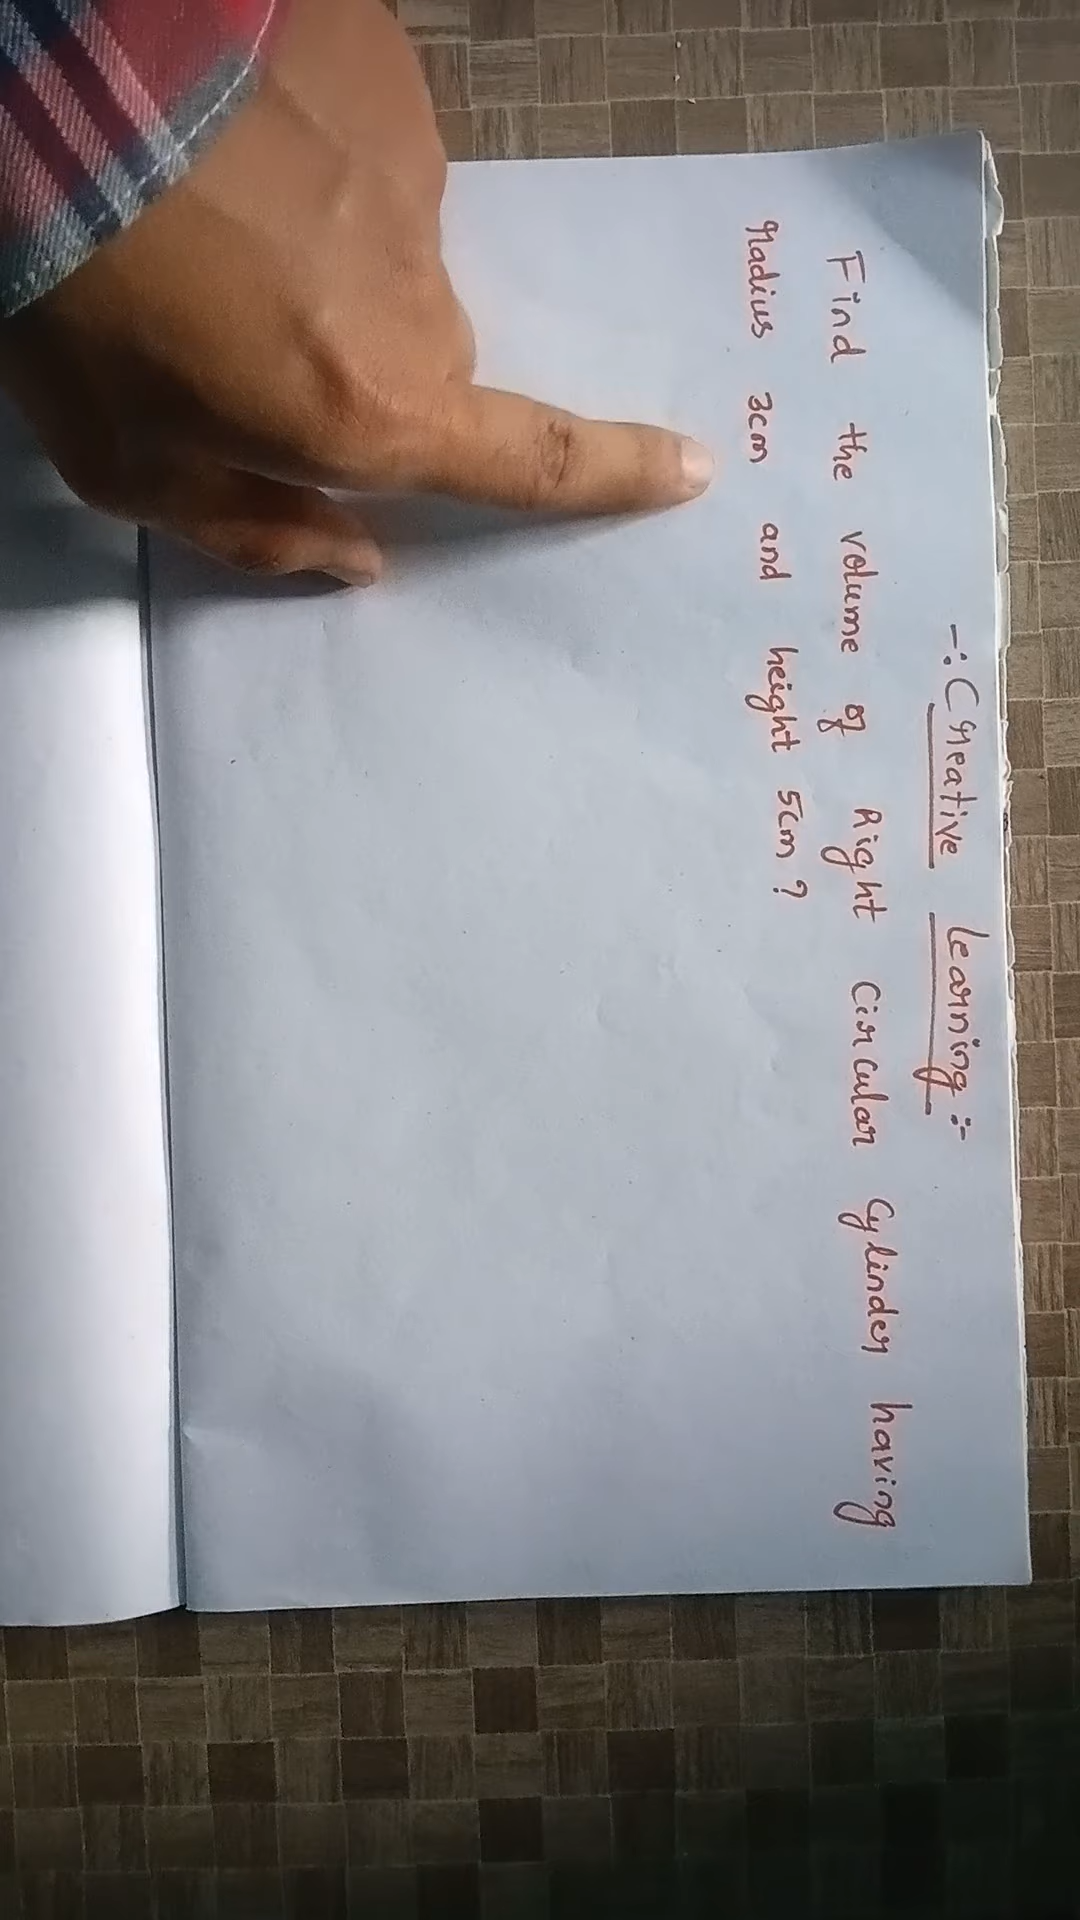 -: Creative learning :-
Find the volume of Right Circular Cylinder having
radius 3cm and height 5cm ?